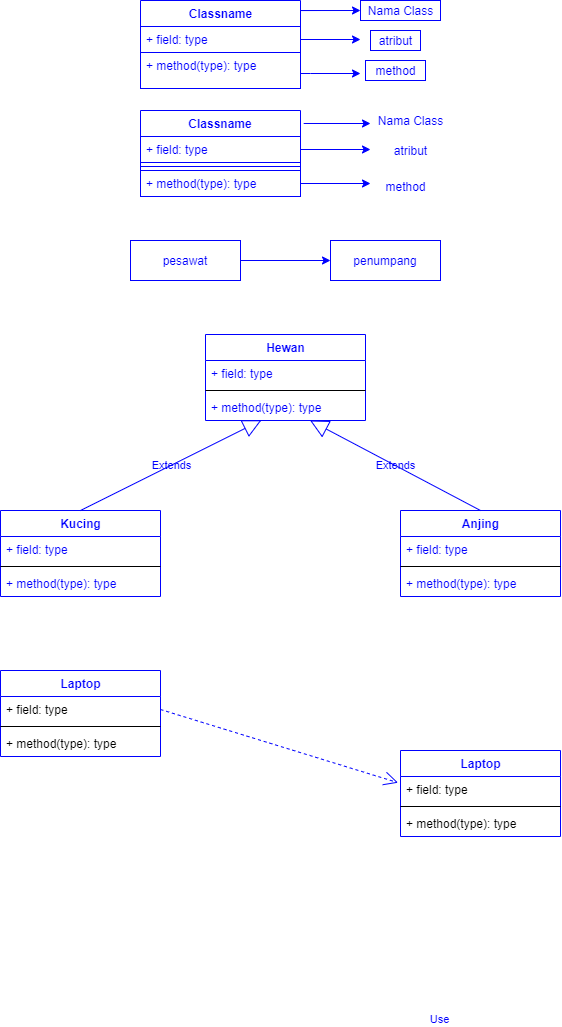 Classname
Nama Class
+ field: type
atribut
+ method(type): type
method
Classname
Nama Class
+ field: type
atribut
+ method(type): type
method
pesawat
penumpang
Hewan
+ field: type
+ method(type): type
Extends
Extends
Kucing
+ field: type
+ method(type): type
Anjing
+ field: type
+ method(type): type
Laptop
+ field: type
+ method(type): type
Laptop
+ field: type
+ method(type): type
Use